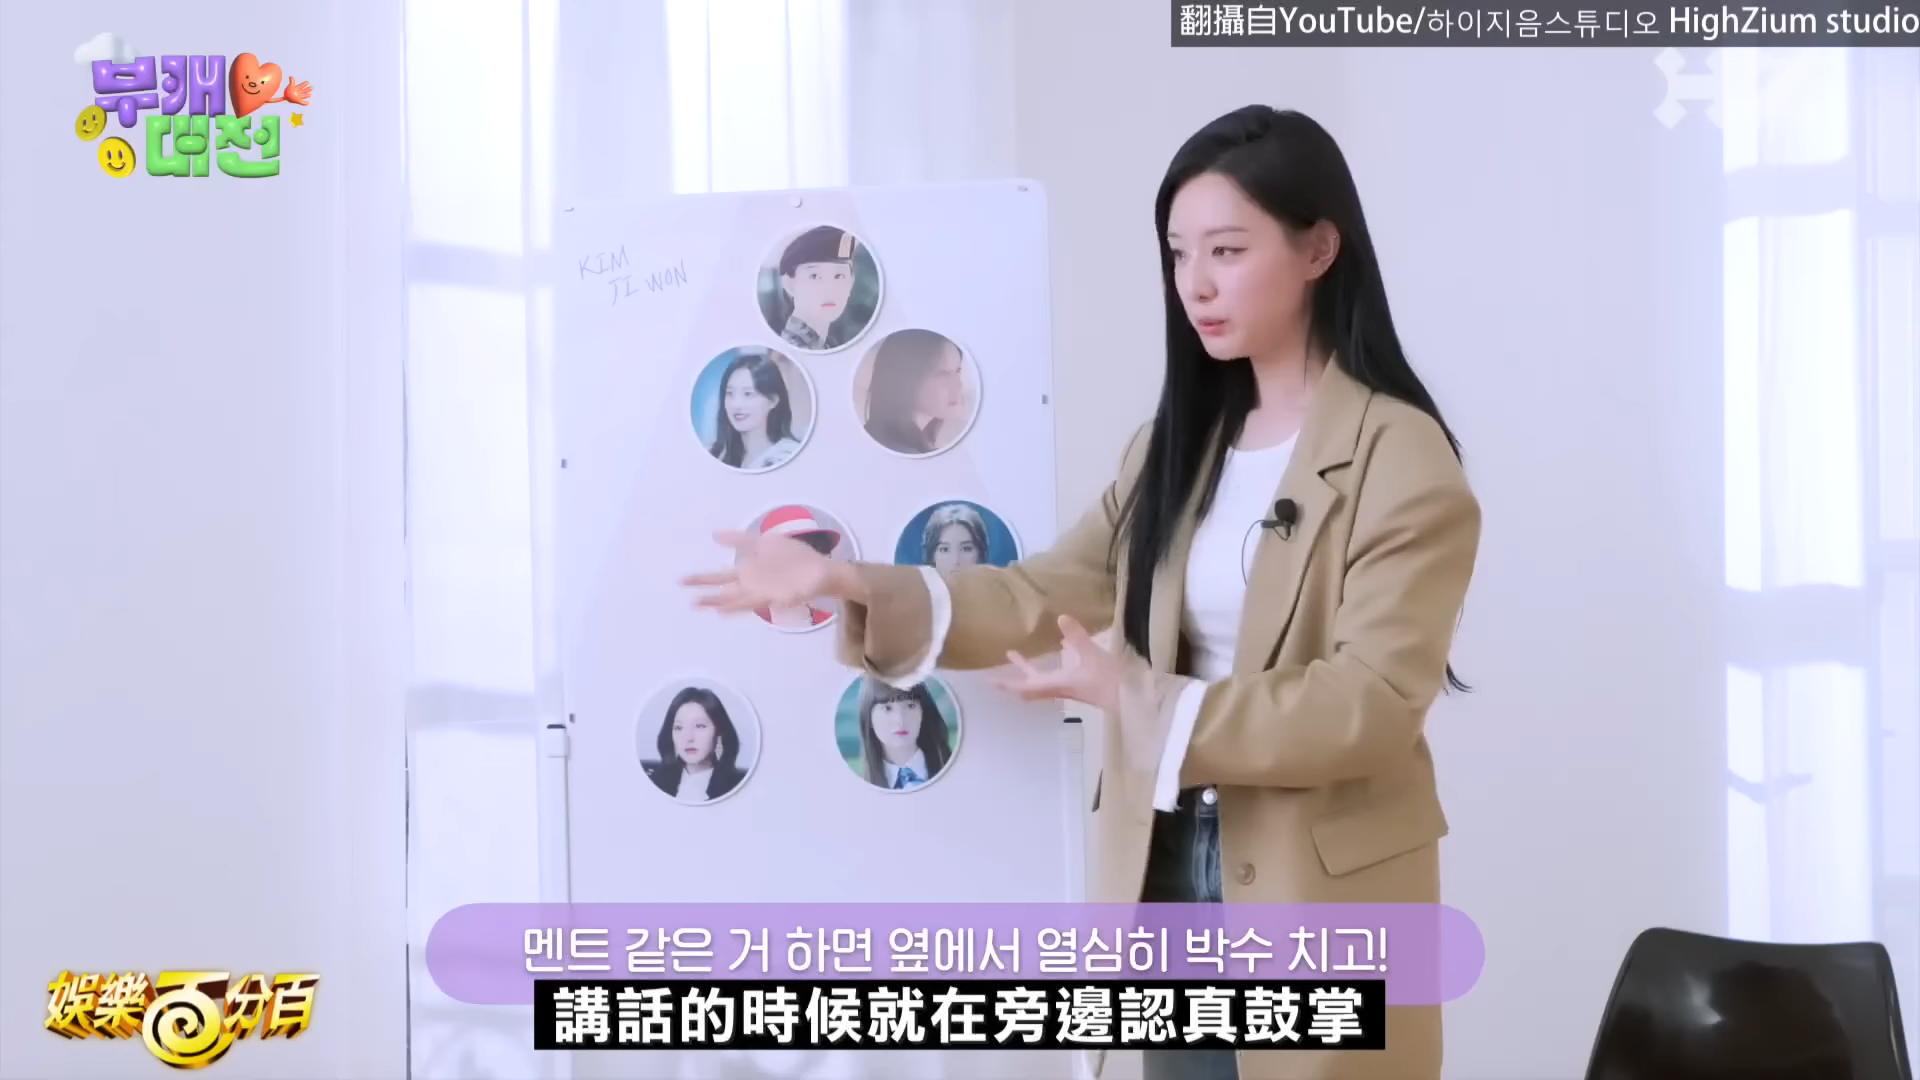 翻攝自YouTube/하이지음스튜디오 HighZium studio
부캐
대전
KIM
JI WON
멘트 같은 거 하면 옆에서 열심히 박수 치고!
講話的時候就在旁邊認真鼓掌
娛樂百分百